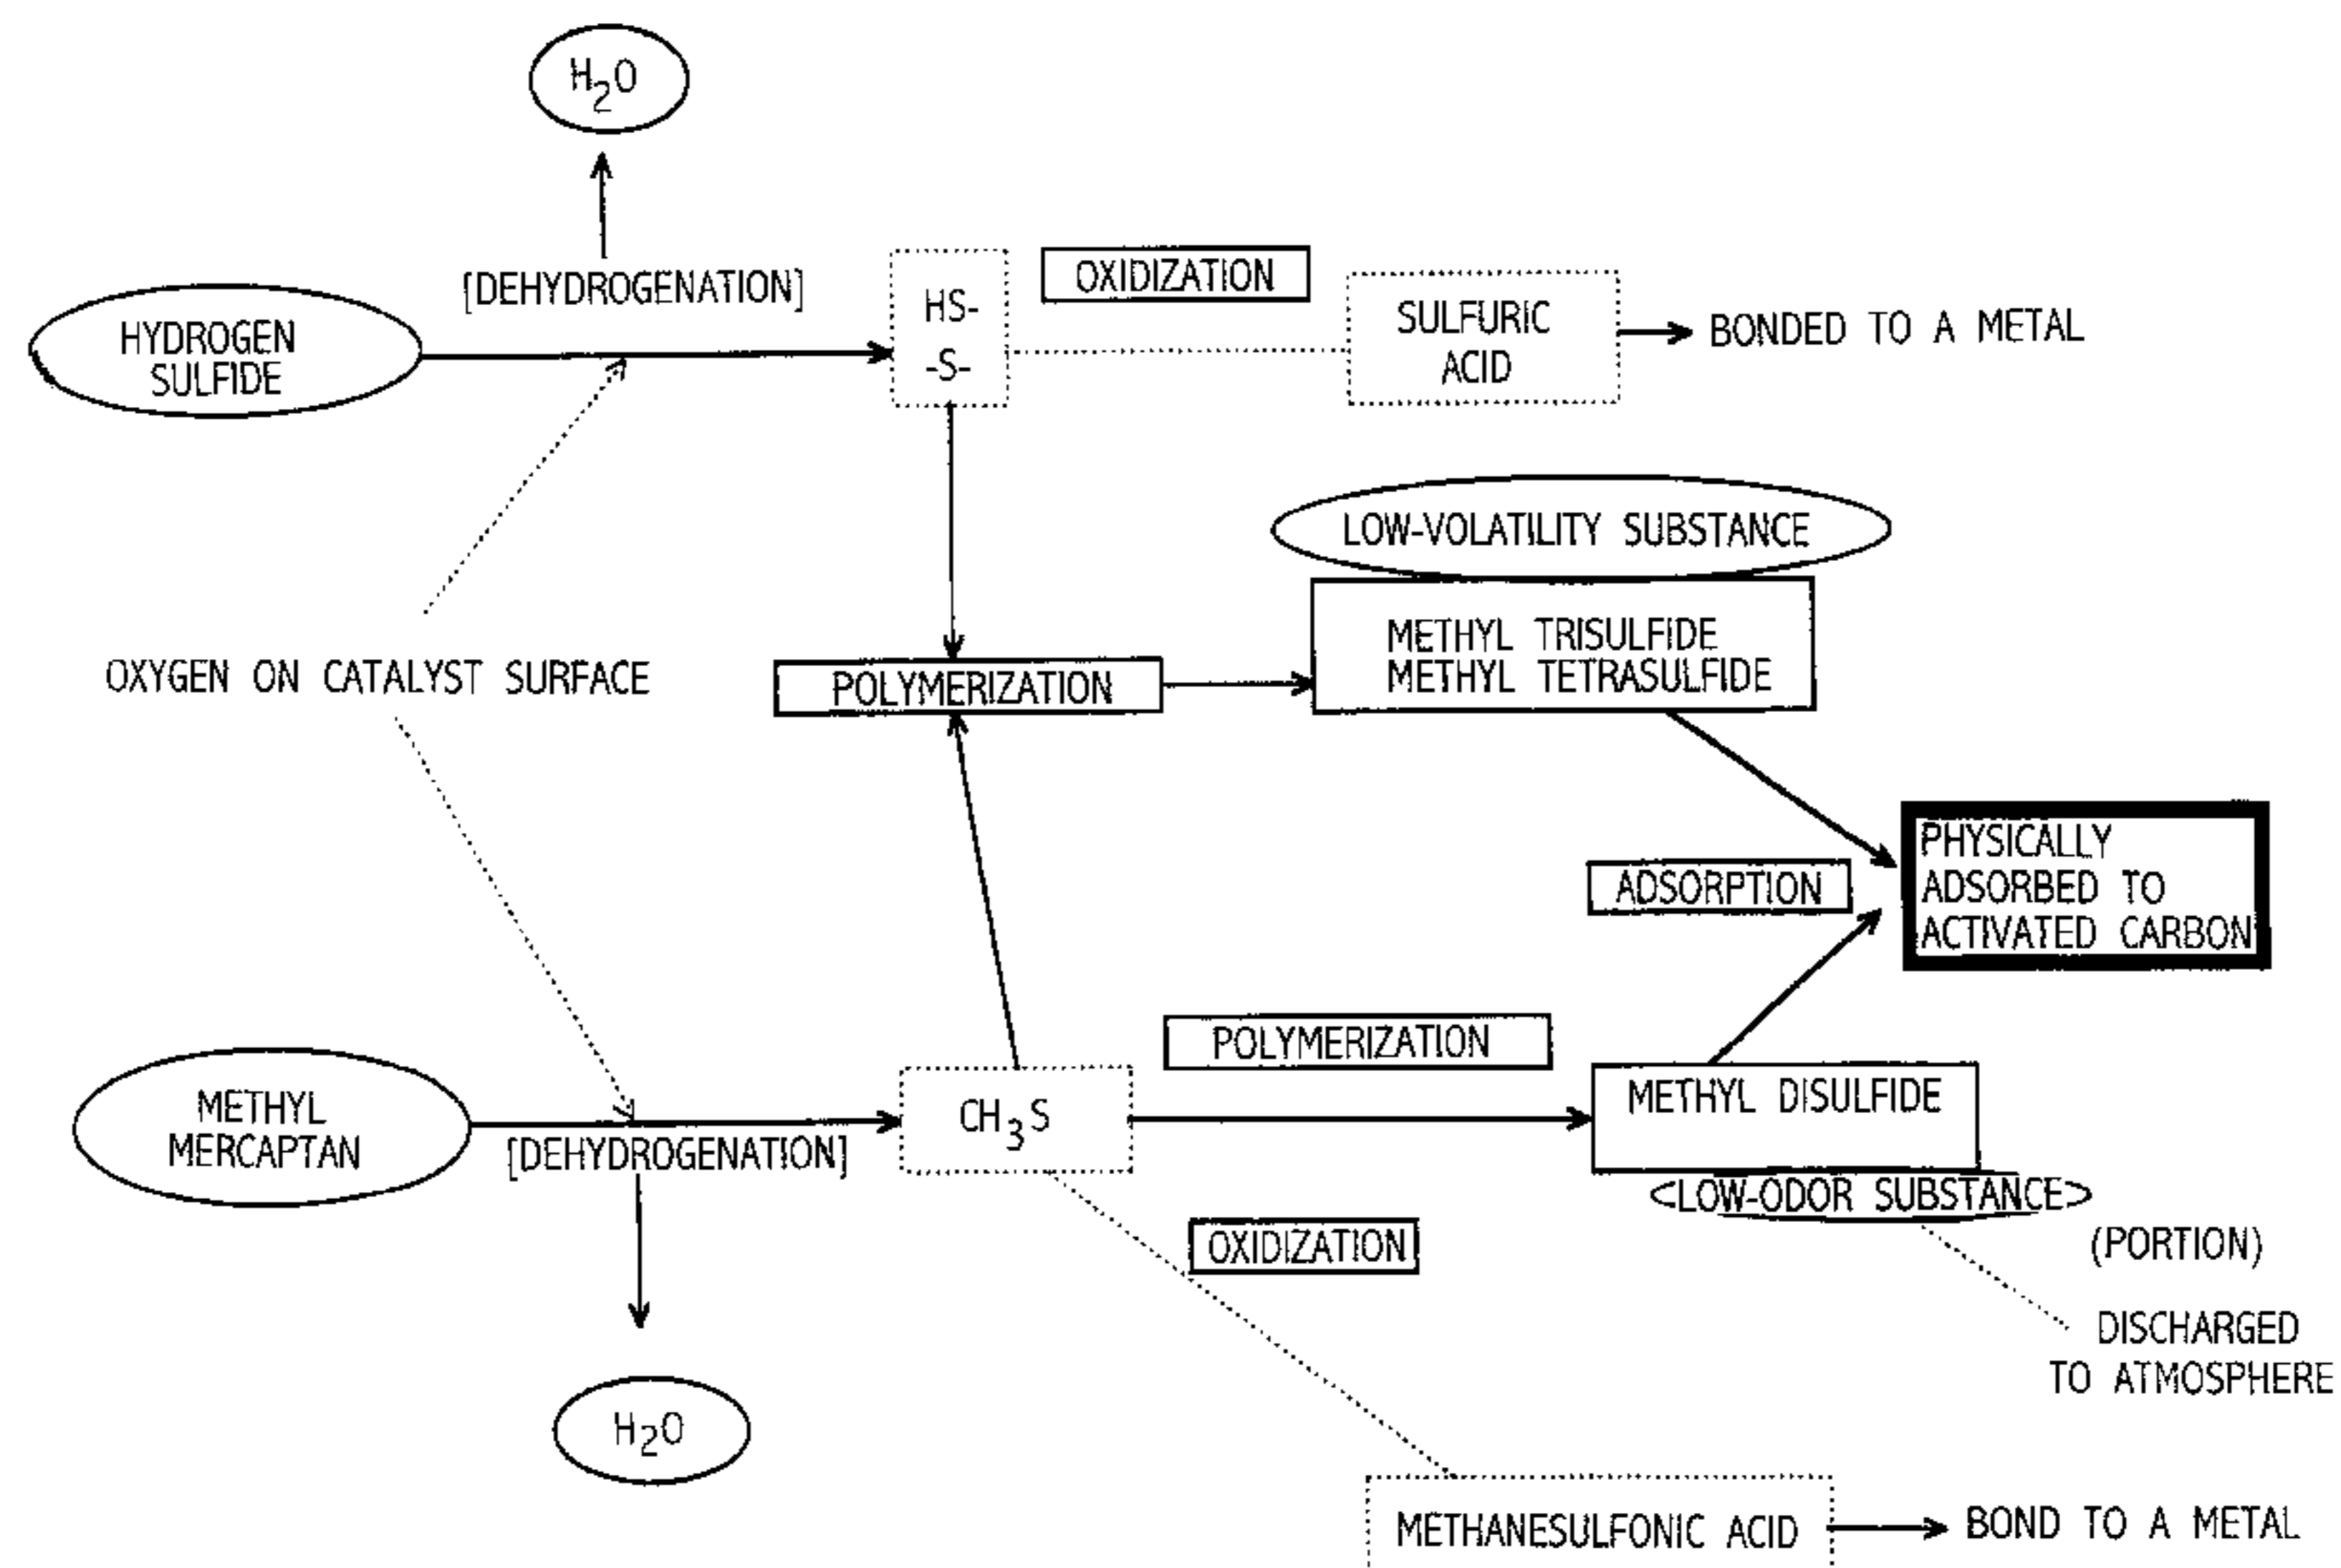 H2O
[DEHYDROGENATION]
HYDROGEN
SULFIDE
HS-
-S-
OXIDIZATION
SULFURIC
ACID
BONDED TO A METAL
LOW-VOLATILITY SUBSTANCE
METHYL TRISULFIDE
METHYL TETRASULFIDE
OXYGEN ON CATALYST SURFACE
POLYMERIZATION
PHYSICALLY
ADSORBED TO
ACTIVATED CARBON
ADSORPTION
POLYMERIZATION
METHYL
MERCAPTAN
[DEHYDROGENATION]
CH3S
METHYL DISULFIDE
<LOW-ODOR SUBSTANCE>
OXIDIZATION
(PORTION)
DISCHARGED
TO ATMOSPHERE
H2O
METHANESULFONIC ACID
BOND TO A METAL